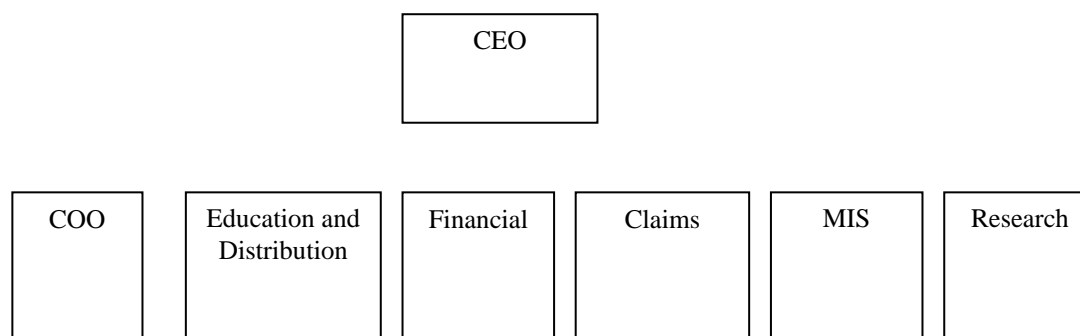 CEO
COO
Education and
Distribution
Financial
Claims
MIS
Research